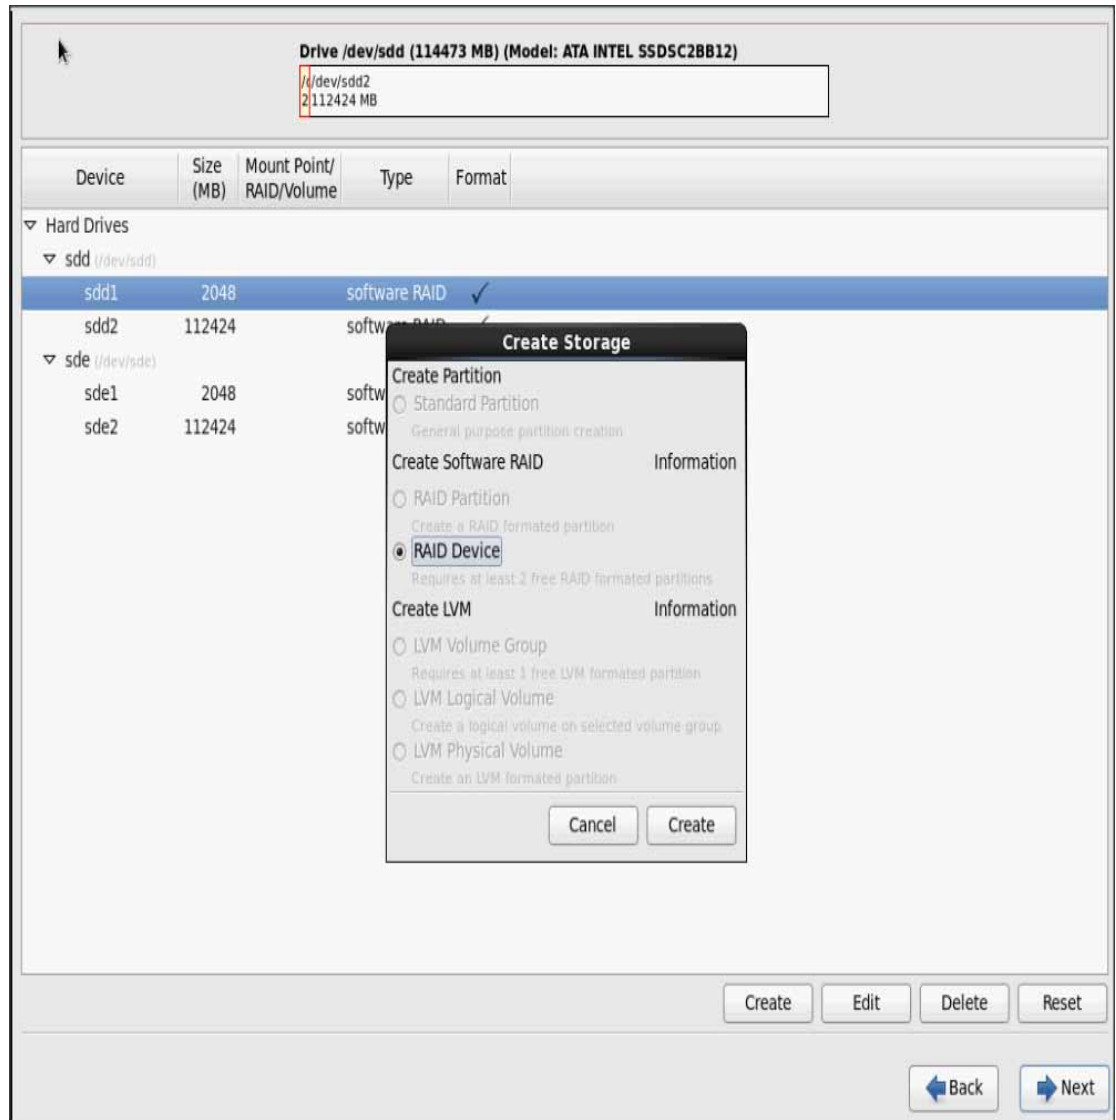 Drive /dev/sdd (114473 MB) (Model: ATA INTEL SSDSC2BB12)
/dev/sdd2
2 112424 MB
Device Size (MB) Mount Point/ RAID/Volume Type Format
Hard Drives
sdd (/dev/sdd)
sdd1 2048 software RAID ✓
sdd2 112424 software RAID
sde (/dev/sde)
sde1 2048 softw
sde2 112424 softw
Create Storage
Create Partition
Standard Partition
General purpose partition creation
Create Software RAID Information
RAID Partition
Create a RAID formated partition
RAID Device
Requires at least 2 free RAID formated partitions
Create LVM Information
LVM Volume Group
Requires at least 1 free LVM formated partition
LVM Logical Volume
Create a logical volume on selected volume group
LVM Physical Volume
Create an LVM formated partition
Cancel Create
Create Edit Delete Reset
Back Next